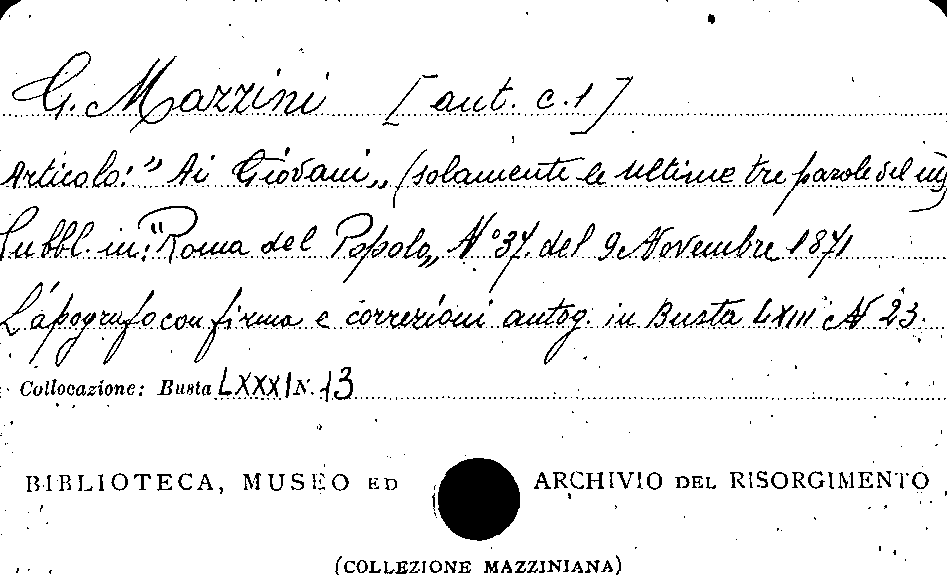 G. Mazzini [aut. c.1]
Articolo: "Ai Giovani„ (solamente le ultime tre parole del
Pubbl. in: "Roma del Popolo„ N° 37. del 9 Novembre 1871
L'apografo con firma e correzioni autog. in Busta LXIII N 23.
Collocazione: Busta LXXXI N. 13
BIBLIOTECA, MUSEO ED ARCHIVIO DEL RISORGIMENTO
(COLLEZIONE MAZZINIANA)